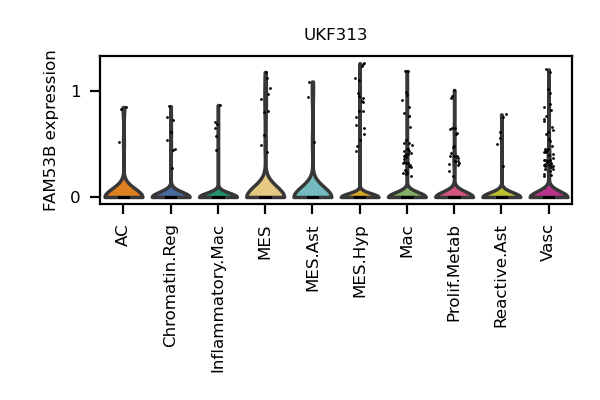 UKF313
FAM53B expression
1
0
AC
Chromatin.Reg
Inflammatory.Mac
MES
MES.Ast
MES.Hyp
Mac
Prolif.Metab
Reactive.Ast
Vasc